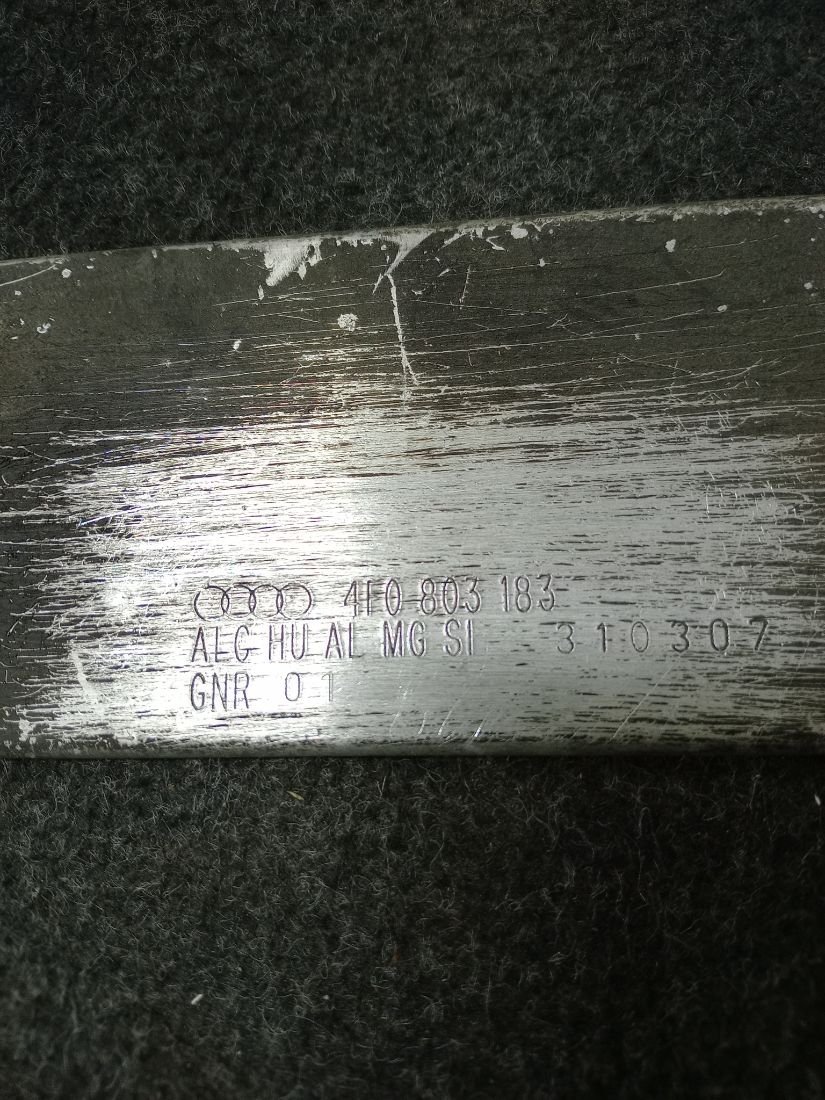 4F0 803 183
ALG HU AL MG SI 310307
GNR 01